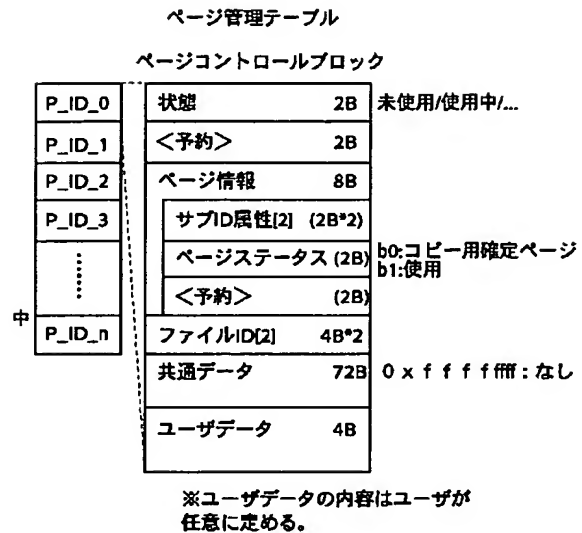 ページ管理テーブル
ページコントロールブロック
P_ID_0
P_ID_1
P_ID_2
P_ID_3
P_ID_n
中
状態 2B 未使用/使用中/...
<予約> 2B
ページ情報 8B
サブID属性[2] (2B*2)
ページステータス (2B) b0:コピー用確定ページ
b1:使用
<予約> (2B)
ファイルID[2] 4B*2
共通データ 72B 0xffffffff:なし
ユーザデータ 4B
※ユーザデータの内容はユーザが
任意に定める。